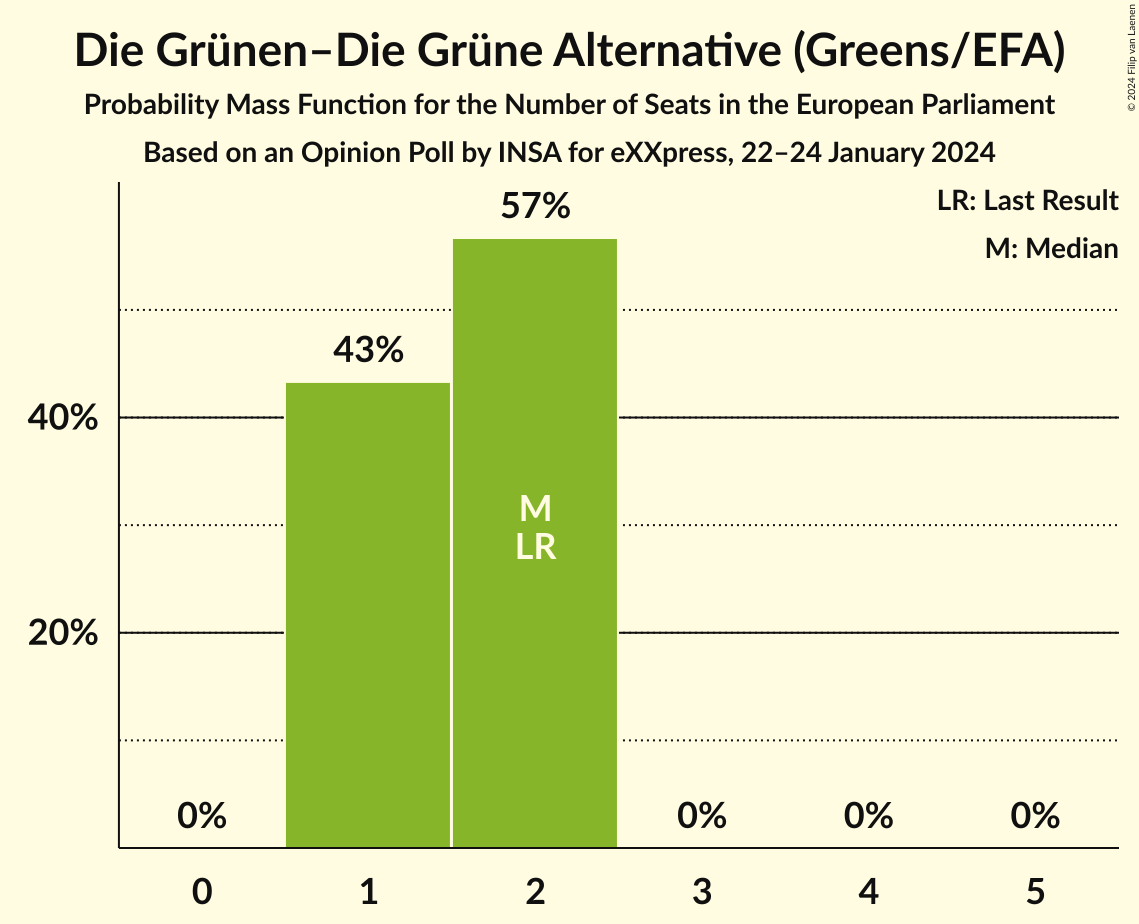 Die Grünen–Die Grüne Alternative (Greens/EFA)
Probability Mass Function for the Number of Seats in the European Parliament
Based on an Opinion Poll by INSA for eXXpress, 22–24 January 2024
© 2024 Filip van Laenen
LR: Last Result
M: Median
57%
43%
40%
M
LR
20%
0%
0%
0%
0%
0 1 2 3 4 5